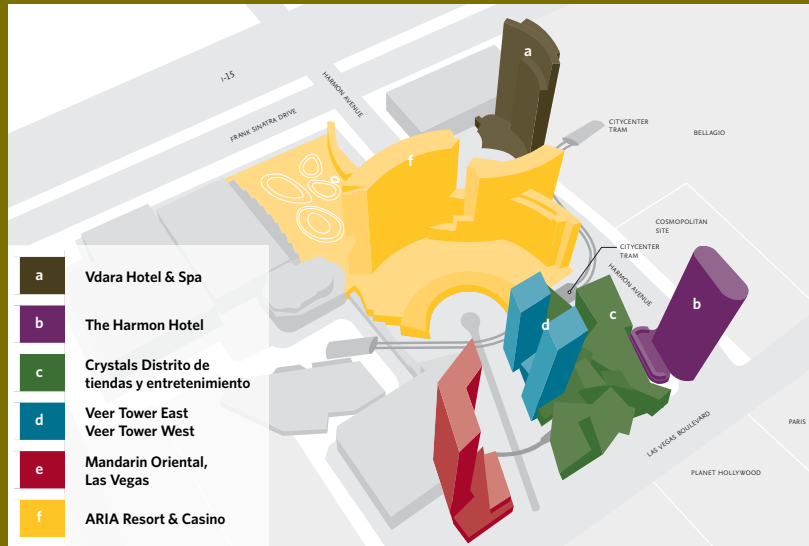 a
I-15
HARMON AVENUE
FRANK SINATRA DRIVE
CITYCENTER
TRAM
BELLAGIO
f
COSMOPOLITAN
SITE
CITYCENTER
TRAM
HARMON AVENUE
b
c
d
LAS VEGAS BOULEVARD
PARIS
PLANET HOLLYWOOD
a Vdara Hotel & Spa
b The Harmon Hotel
c Crystals Distrito de
tiendas y entretenimiento
d Veer Tower East
Veer Tower West
e Mandarin Oriental,
Las Vegas
f ARIA Resort & Casino